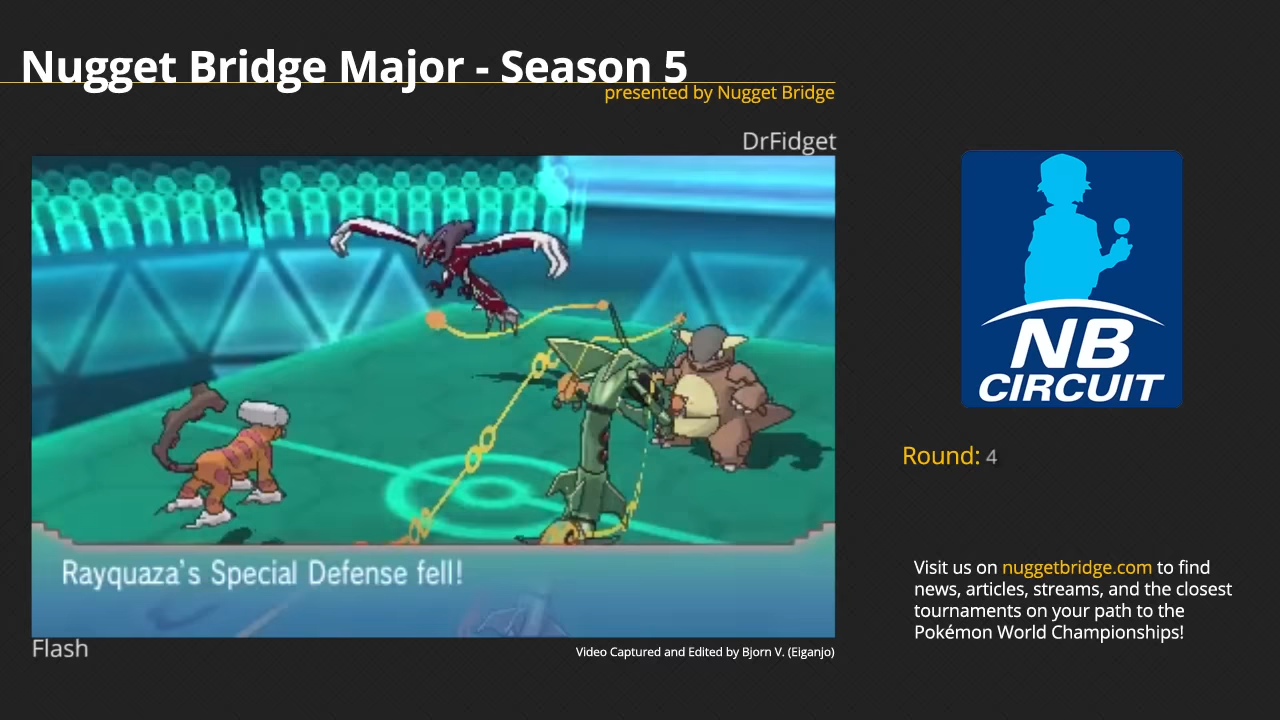 Nugget Bridge Major - Season 5
presented by Nugget Bridge
DrFidget
Rayquaza's Special Defense fell!
Flash
Video Captured and Edited by Bjorn V. (Eiganjo)
NB
CIRCUIT
Round: 4
Visit us on nuggetbridge.com to find
news, articles, streams, and the closest
tournaments on your path to the
Pokémon World Championships!